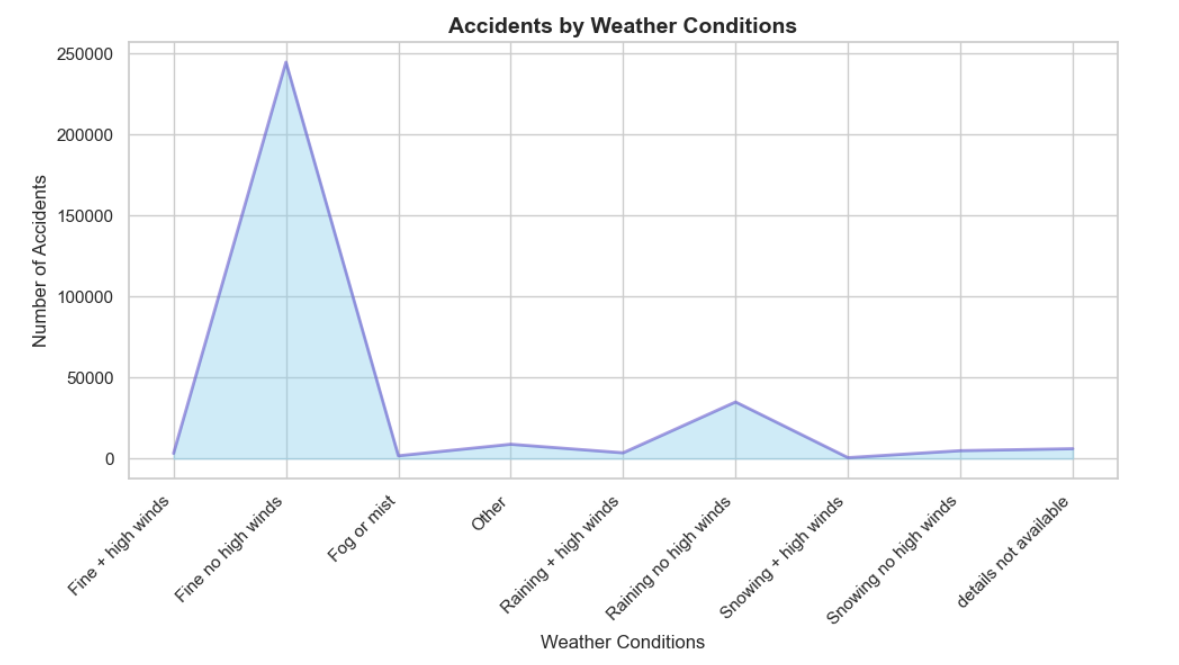 Accidents by Weather Conditions
250000
200000
150000
100000
50000
0
Number of Accidents
Fine + high winds
Fine no high winds
Fog or mist
Other
Raining + high winds
Raining no high winds
Snowing + high winds
Snowing no high winds
details not available
Weather Conditions